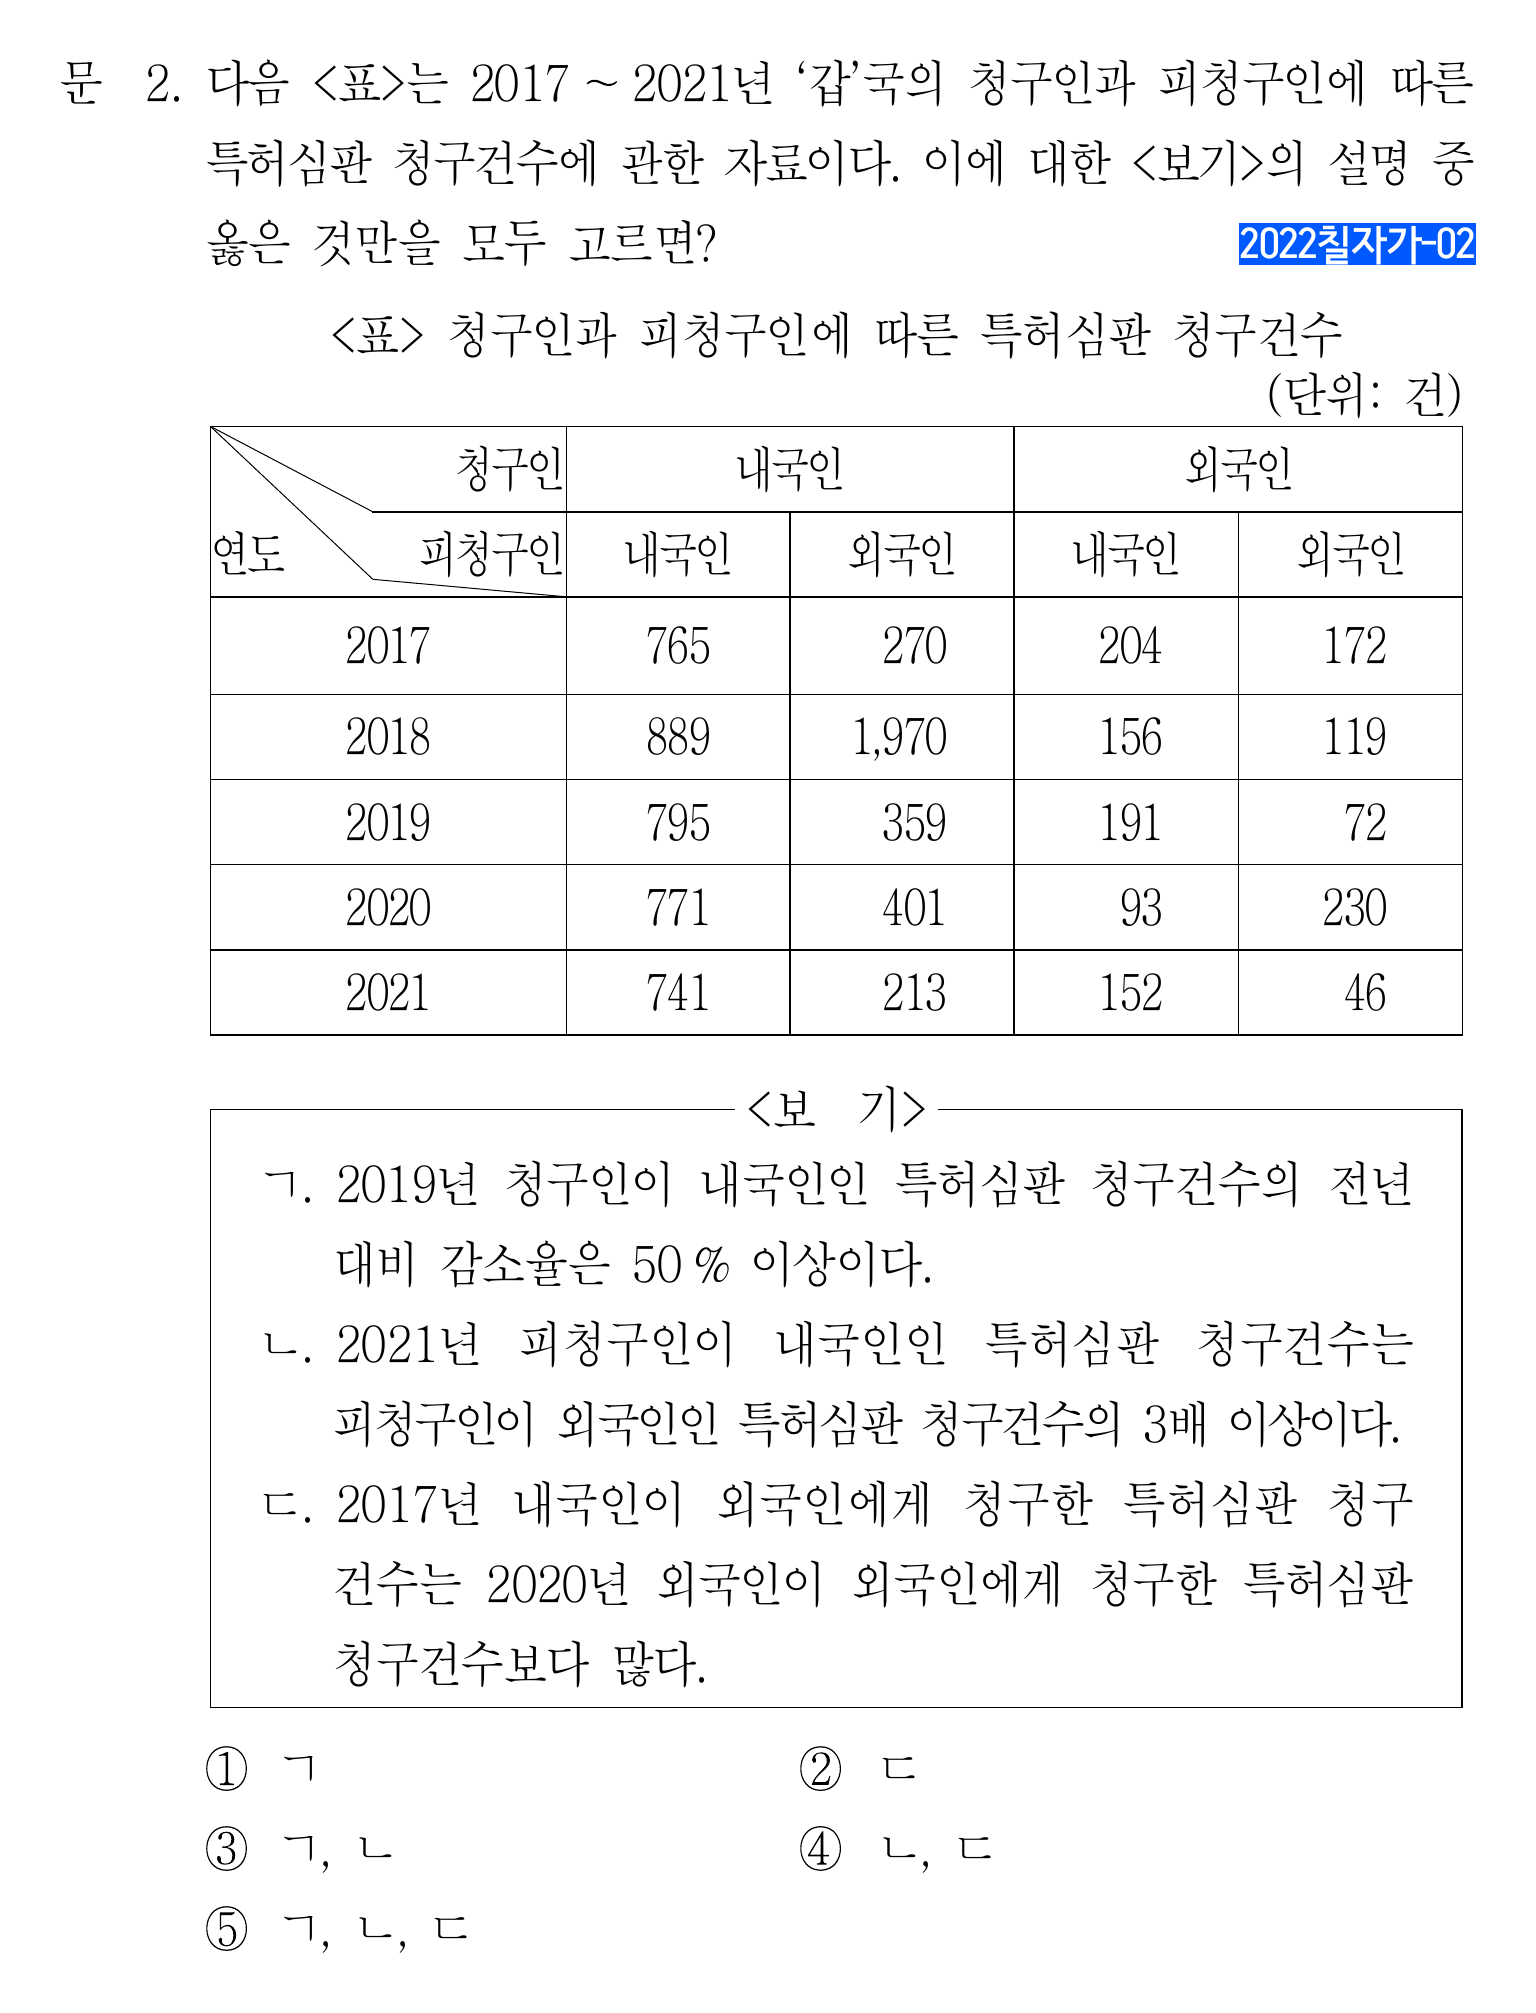 문 2. 다음 <표>는 2017 ~ 2021년 ‘갑’국의 청구인과 피청구인에 따른
특허심판 청구건수에 관한 자료이다. 이에 대한 <보기>의 설명 중
옳은 것만을 모두 고르면?
2022칠자가-02
<표> 청구인과 피청구인에 따른 특허심판 청구건수
(단위: 건)
청구인 내국인 외국인
연도 피청구인 내국인 외국인 내국인 외국인
2017 765 270 204 172
2018 889 1,970 156 119
2019 795 359 191 72
2020 771 401 93 230
2021 741 213 152 46
<보 기>
ㄱ. 2019년 청구인이 내국인인 특허심판 청구건수의 전년
대비 감소율은 50 % 이상이다.
ㄴ. 2021년 피청구인이 내국인인 특허심판 청구건수는
피청구인이 외국인인 특허심판 청구건수의 3배 이상이다.
ㄷ. 2017년 내국인이 외국인에게 청구한 특허심판 청구
건수는 2020년 외국인이 외국인에게 청구한 특허심판
청구건수보다 많다.
① ㄱ ② ㄷ
③ ㄱ, ㄴ ④ ㄴ, ㄷ
⑤ ㄱ, ㄴ, ㄷ